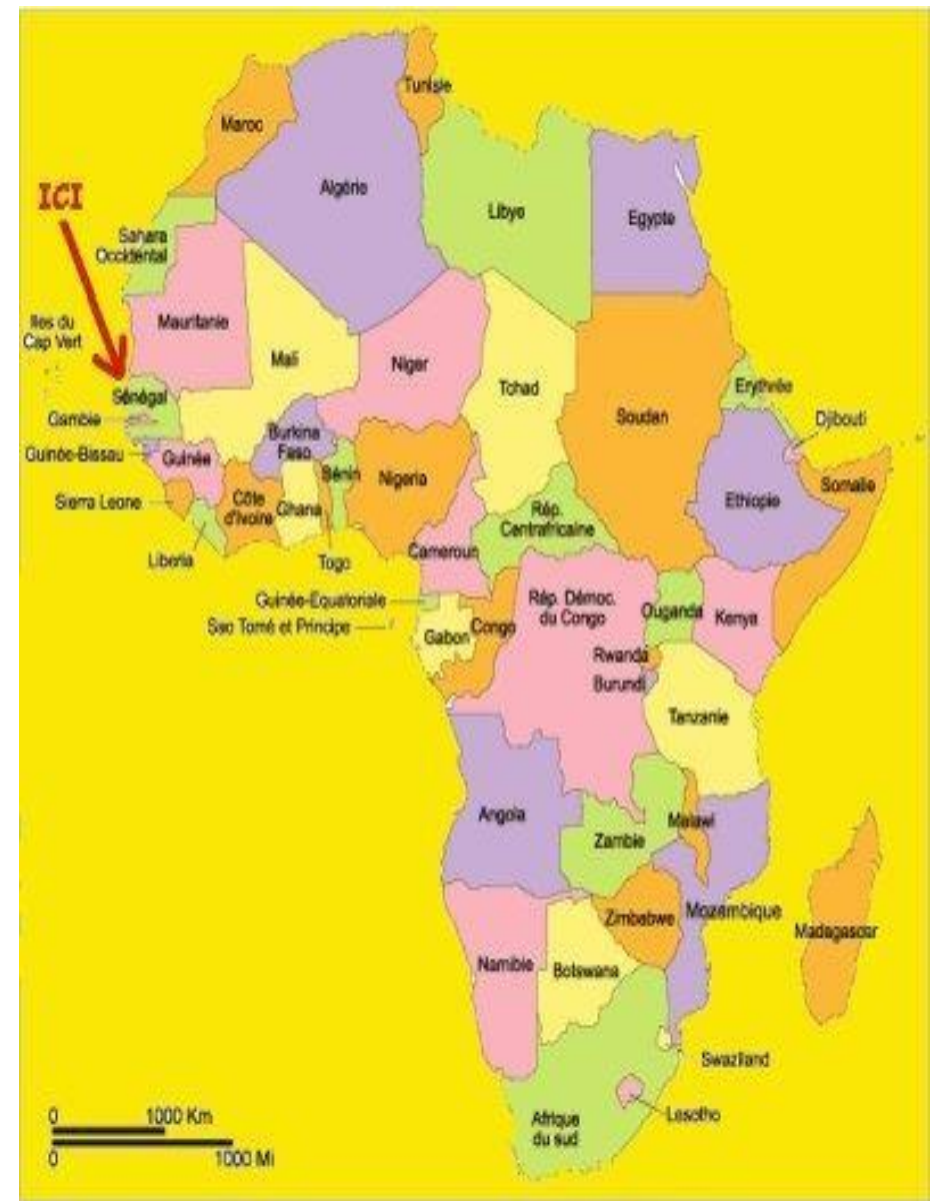 Tunisie
Maroc
Algérie
ICI
Libye
Egypte
Sahara
Occidental
Iles du
Cap Vert
Mauritanie
Mali
Niger
Tchad
Erythrée
Sénégal
Soudan
Djibouti
Gambie
Burkina
Faso
Guinée-Bissau
Guinée
Bénin
Nigeria
Somalie
Sierra Leone
Côte
d'Ivoire
Ghana
Ethiopie
Rép.
Centrafricaine
Liberia
Togo
Cameroun
Guinée-Equatoriale
Rép. Démoc.
du Congo
Ouganda
Kenya
Sao Tomé et Principe
Gabon
Congo
Rwanda
Burundi
Tanzanie
Angola
Malawi
Zambie
Mozambique
Zimbabwe
Madagascar
Namibie
Botswana
Swaziland
Afrique
du sud
Lesotho
0 1000 Km
0 1000 Mi